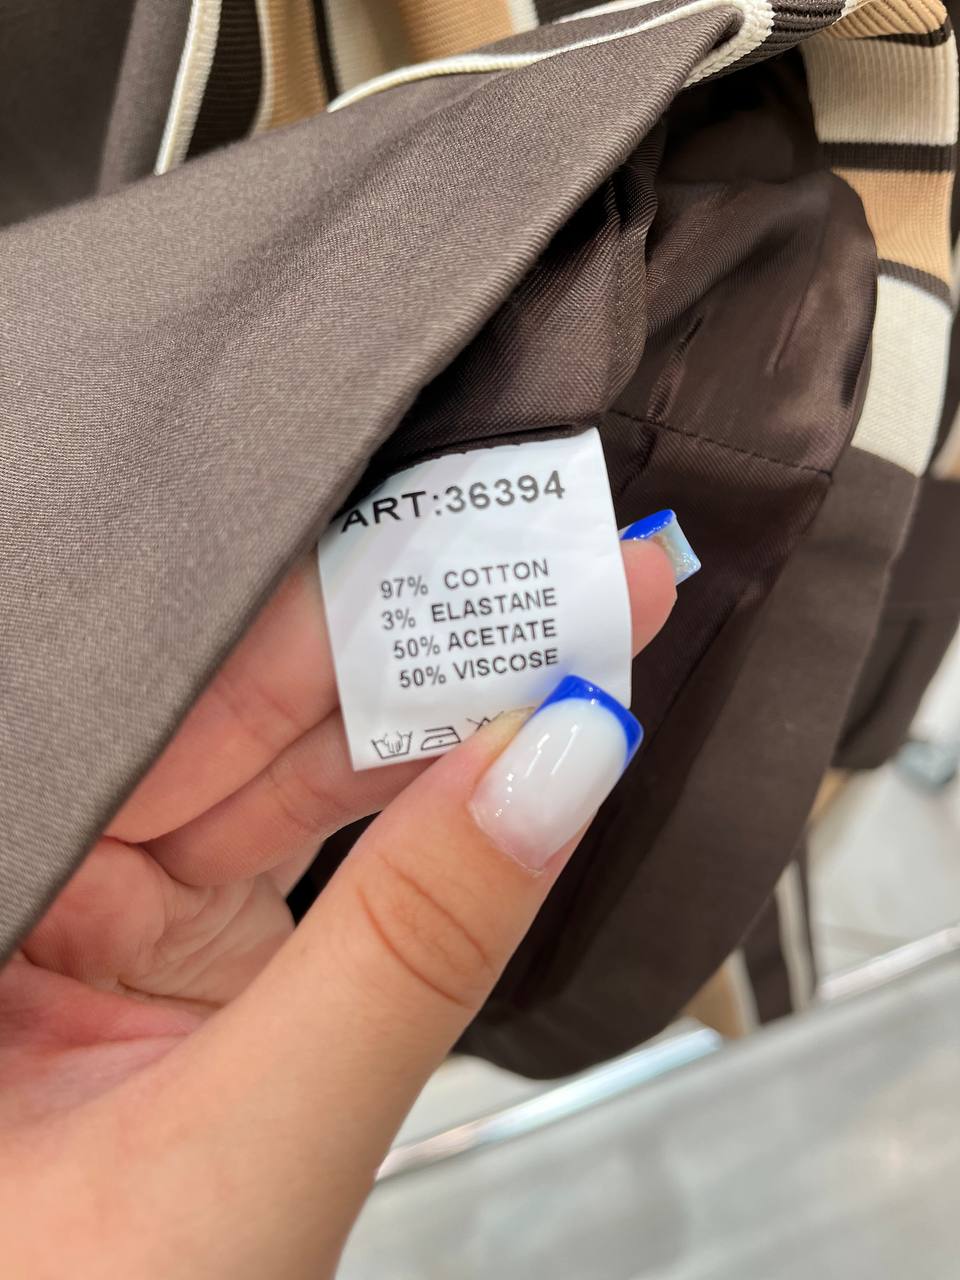 ART:36394
97% COTTON
3% ELASTANE
50% ACETATE
50% VISCOSE